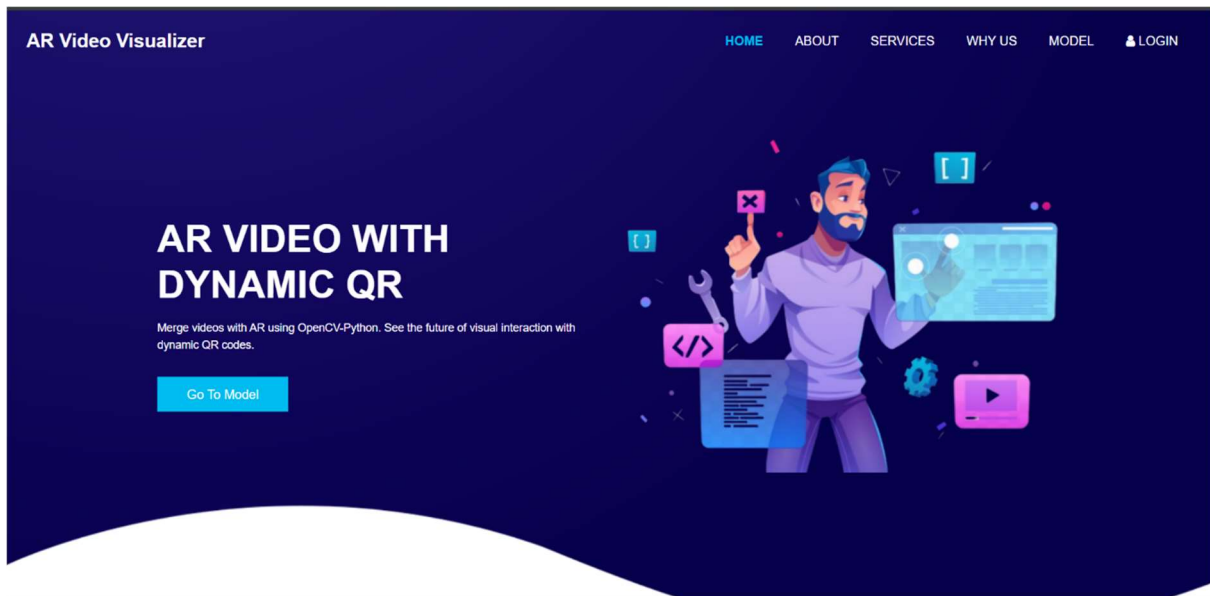 AR Video Visualizer
HOME ABOUT SERVICES WHY US MODEL LOGIN
AR VIDEO WITH
DYNAMIC QR
Merge videos with AR using OpenCV-Python. See the future of visual interaction with
dynamic QR codes.
Go To Model
[ ]
{ }
</>